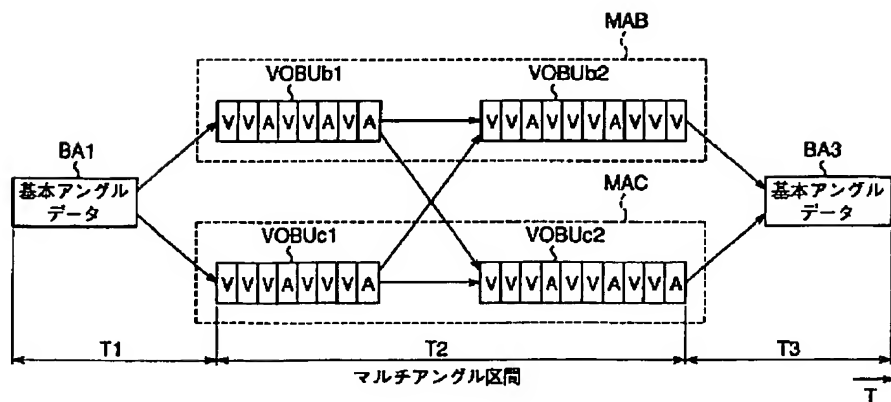 MAB
VOBUb1 VOBUb2
V V A V V A V A V V A V V V A V V V
BA1 BA3
基本アングル
データ
基本アングル
データ
MAC
VOBUc1 VOBUc2
V V V A V V V A V V V A V V A V V A
T1 T2 T3
マルチアングル区間
T